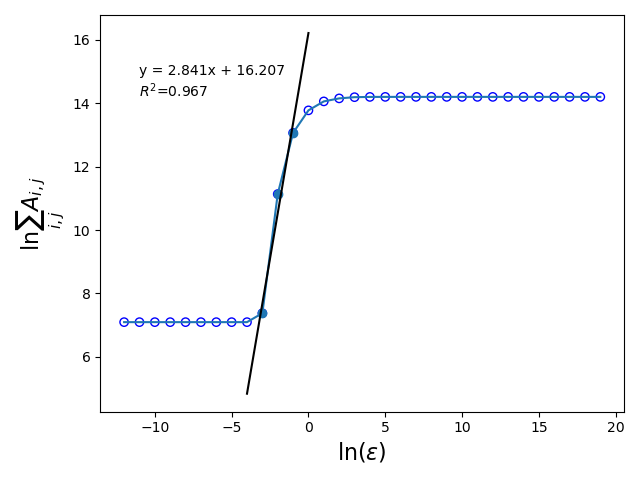 16
14
12
10
8
6
y = 2.841x + 16.207
R²=0.967
ln∑A_{i, j}
i, j
−10
−5
0
5
10
15
20
ln(ε)